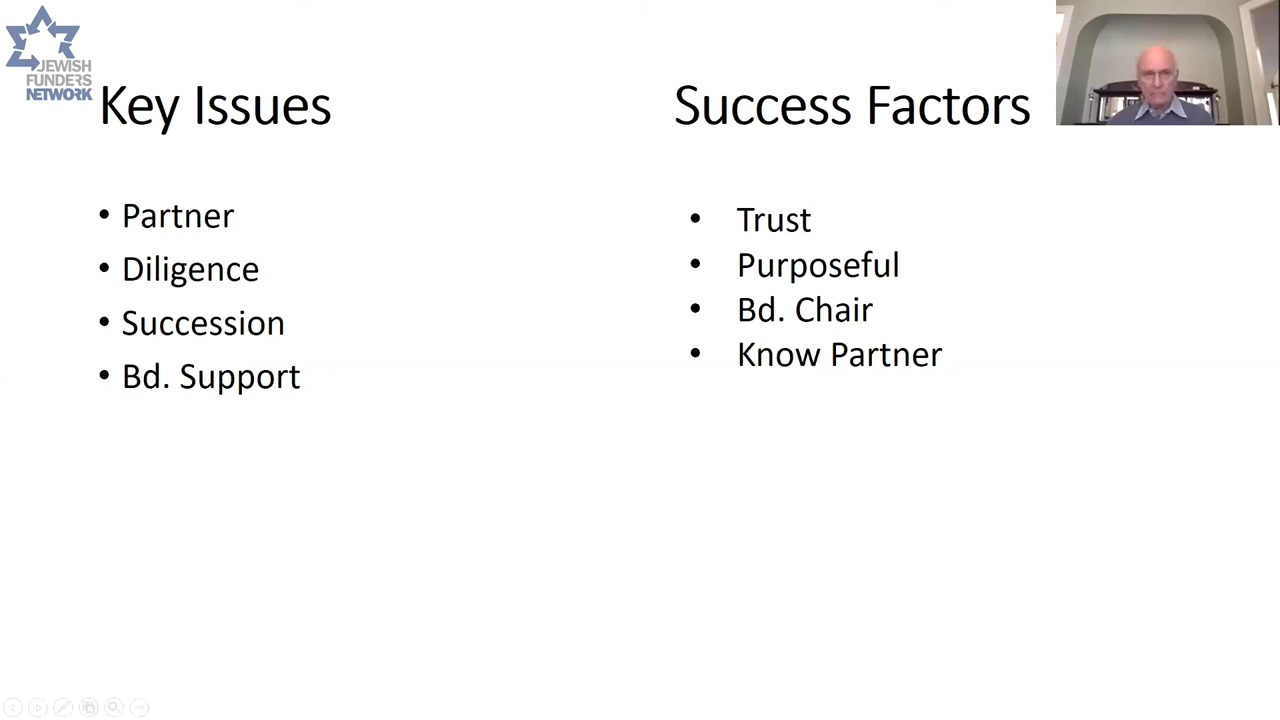 JEWISH
FUNDERS
NETWORK
Key Issues
• Partner
• Diligence
• Succession
• Bd. Support
Success Factors
• Trust
• Purposeful
• Bd. Chair
• Know Partner